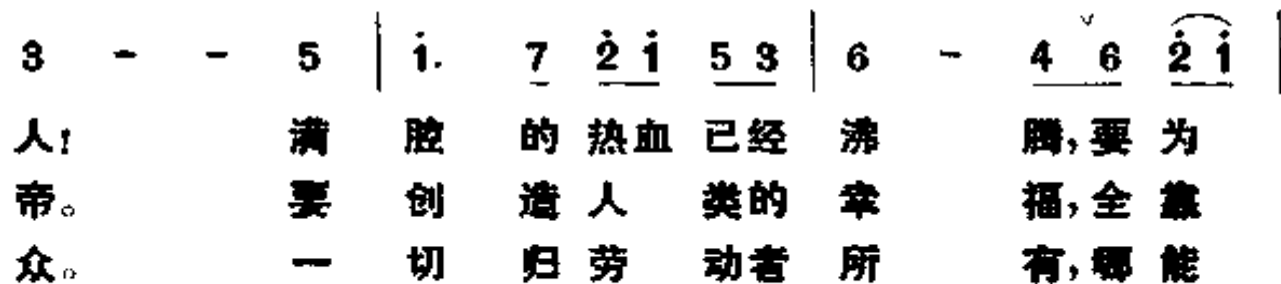 3 - - 5 | i̇. 7 2̇ i̇ 5 3 | 6 - 4 6 2̇ i̇ |
人！ 满 腔 的 热血 已经 沸 腾，要 为
帝。 要 创 造 人 类的 幸 福，全 靠
众。 一 切 归 劳 动者 所 有，哪 能